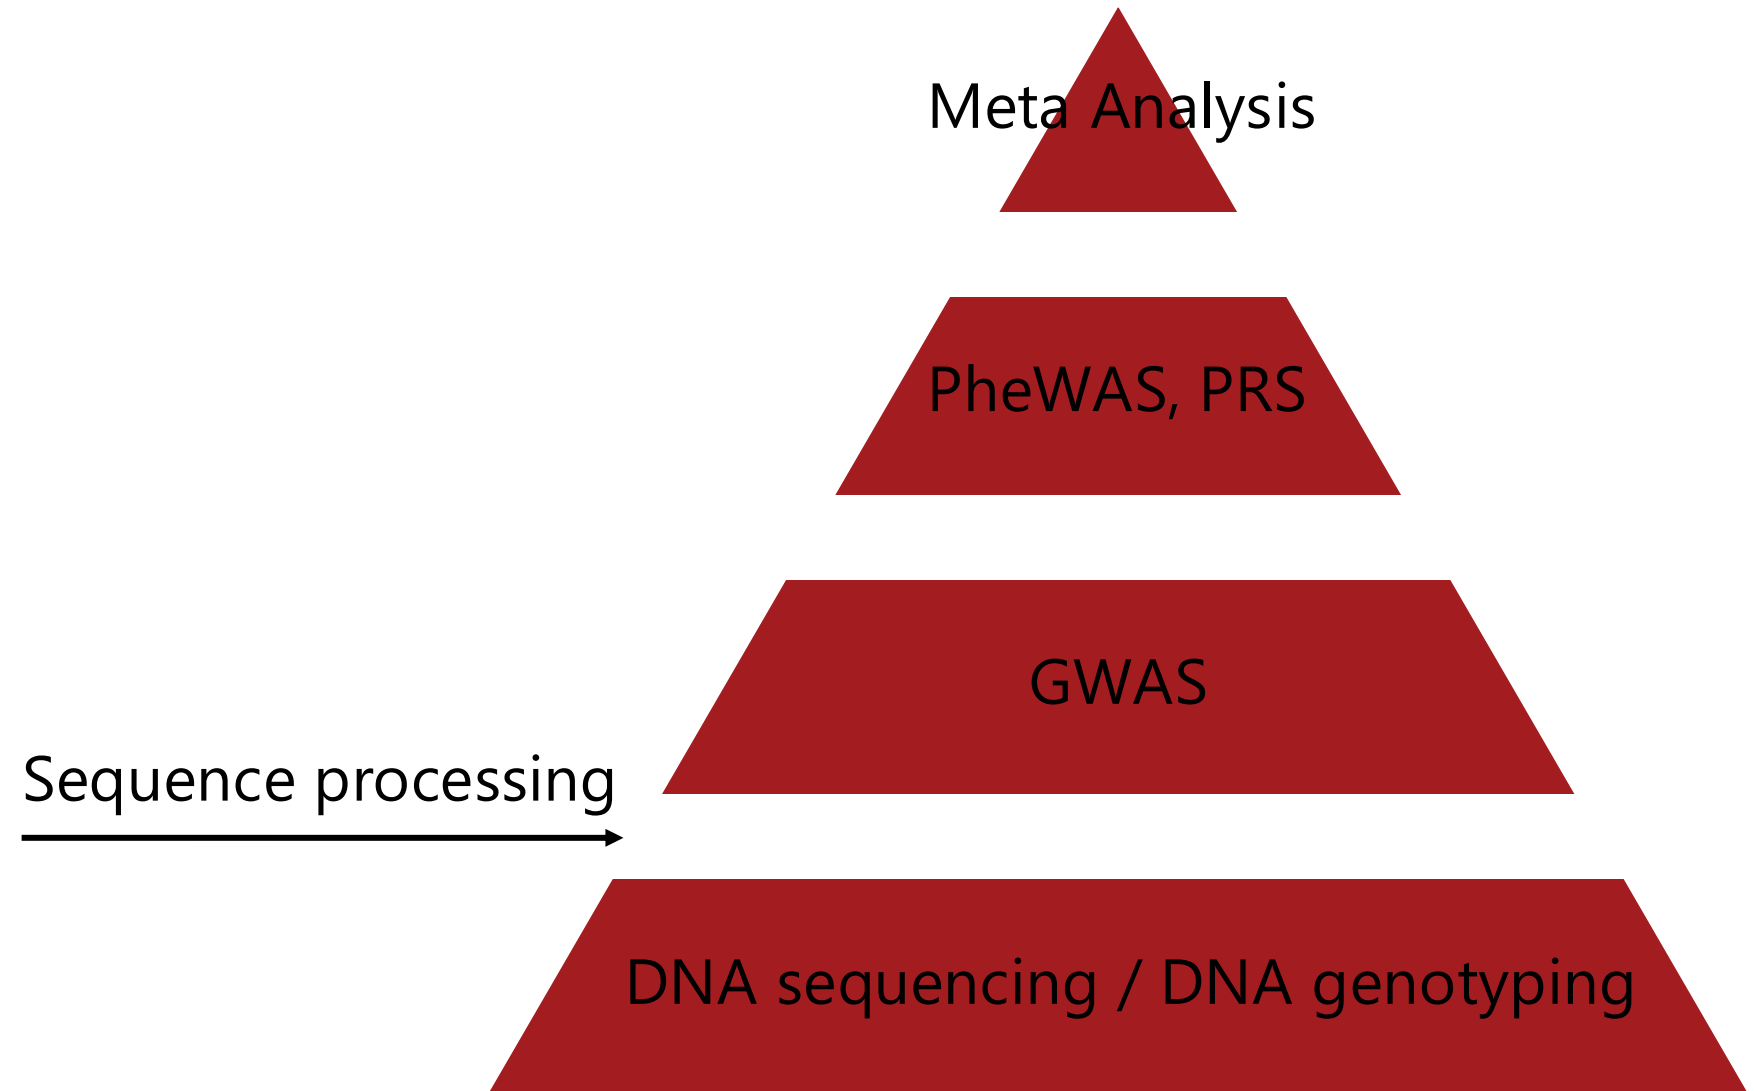 Meta Analysis
PheWAS, PRS
GWAS
Sequence processing
DNA sequencing / DNA genotyping